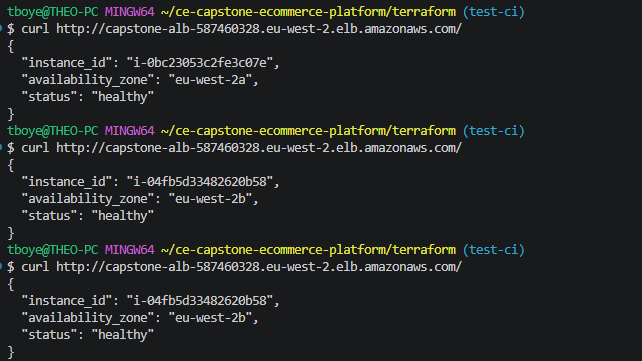 tboye@THEO-PC MINGW64 ~/ce-capstone-ecommerce-platform/terraform (test-ci)
$ curl http://capstone-alb-587460328.eu-west-2.elb.amazonaws.com/
{
  "instance_id": "i-0bc23053c2fe3c07e",
  "availability_zone": "eu-west-2a",
  "status": "healthy"
}
tboye@THEO-PC MINGW64 ~/ce-capstone-ecommerce-platform/terraform (test-ci)
$ curl http://capstone-alb-587460328.eu-west-2.elb.amazonaws.com/
{
  "instance_id": "i-04fb5d33482620b58",
  "availability_zone": "eu-west-2b",
  "status": "healthy"
}
tboye@THEO-PC MINGW64 ~/ce-capstone-ecommerce-platform/terraform (test-ci)
$ curl http://capstone-alb-587460328.eu-west-2.elb.amazonaws.com/
{
  "instance_id": "i-04fb5d33482620b58",
  "availability_zone": "eu-west-2b",
  "status": "healthy"
}